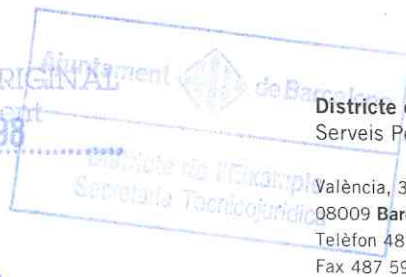 RIGINAL
Ajuntament de Barcelona
98
Districte de l'Eixample
Secretaria Tecnicojurídica
Districte
Serveis
València, 3
08009 Bar
Telèfon 48
Fax 487 59